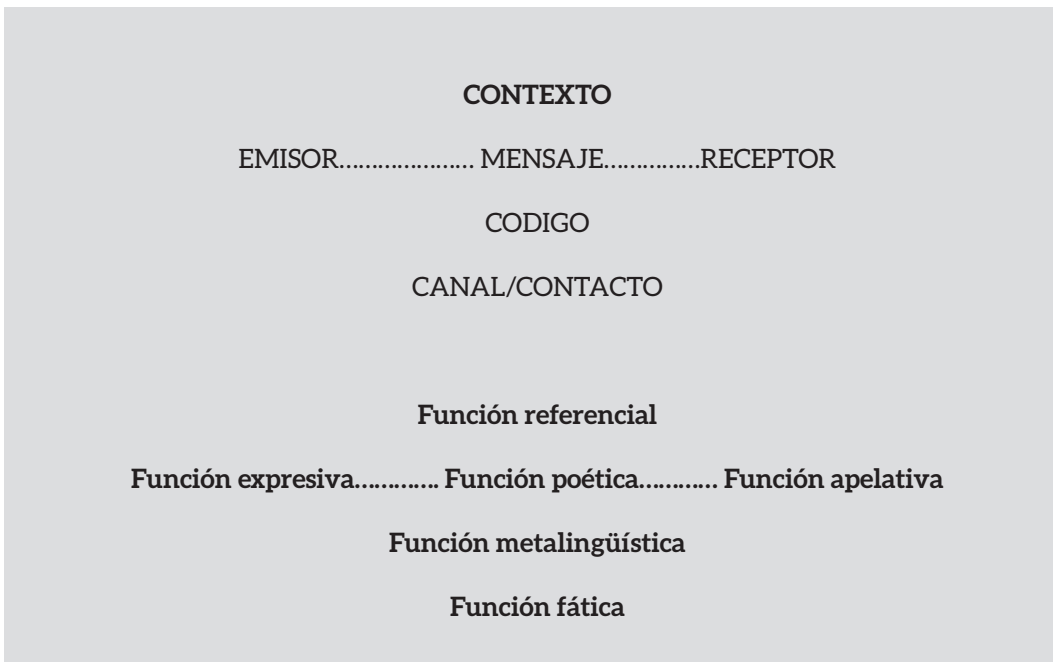 CONTEXTO
EMISOR………………… MENSAJE……………RECEPTOR
CODIGO
CANAL/CONTACTO
Función referencial
Función expresiva…………. Función poética………… Función apelativa
Función metalingüística
Función fática